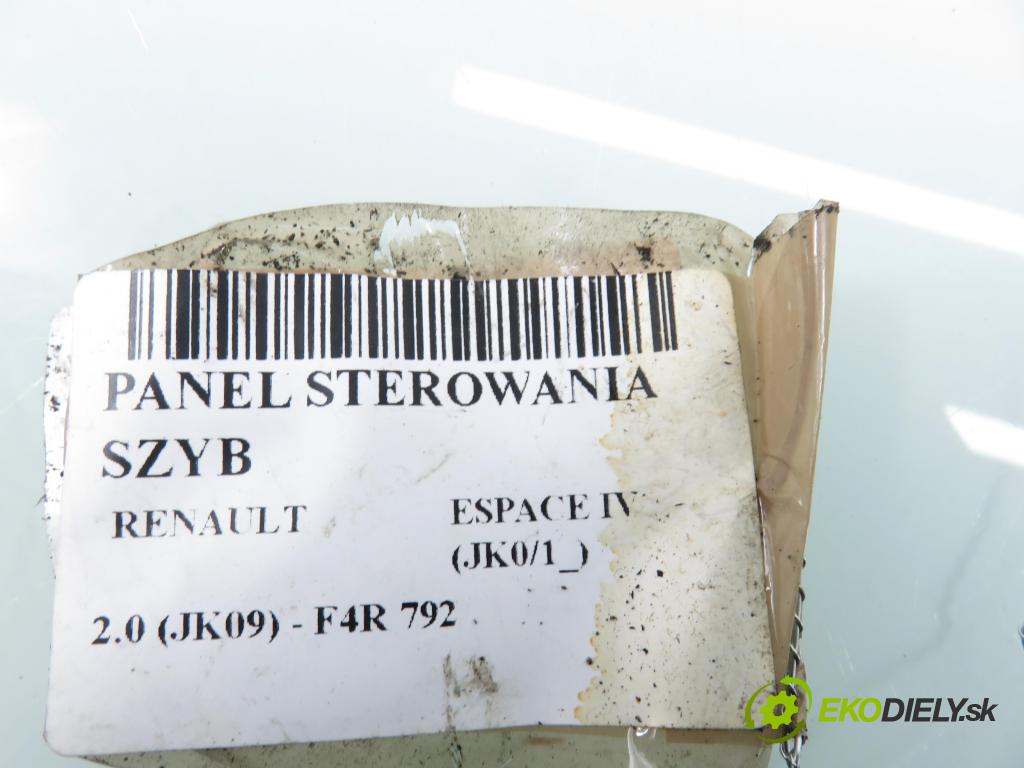 PANEL STEROWANIA
SZYB
RENAULT ESPACE IV
(JK0/1_)
2.0 (JK09) - F4R 792
EKODIELY.sk